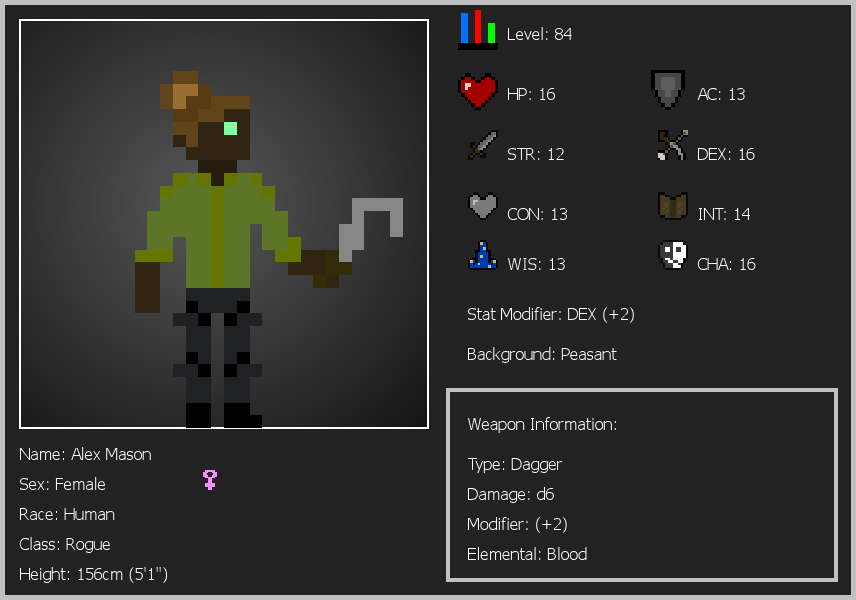 Level: 84
HP: 16
AC: 13
STR: 12
DEX: 16
CON: 13
INT: 14
WIS: 13
CHA: 16
Stat Modifier: DEX (+2)
Background: Peasant
Weapon Information:
Type: Dagger
Damage: d6
Modifier: (+2)
Elemental: Blood
Name: Alex Mason
Sex: Female
Race: Human
Class: Rogue
Height: 156cm (5'1")